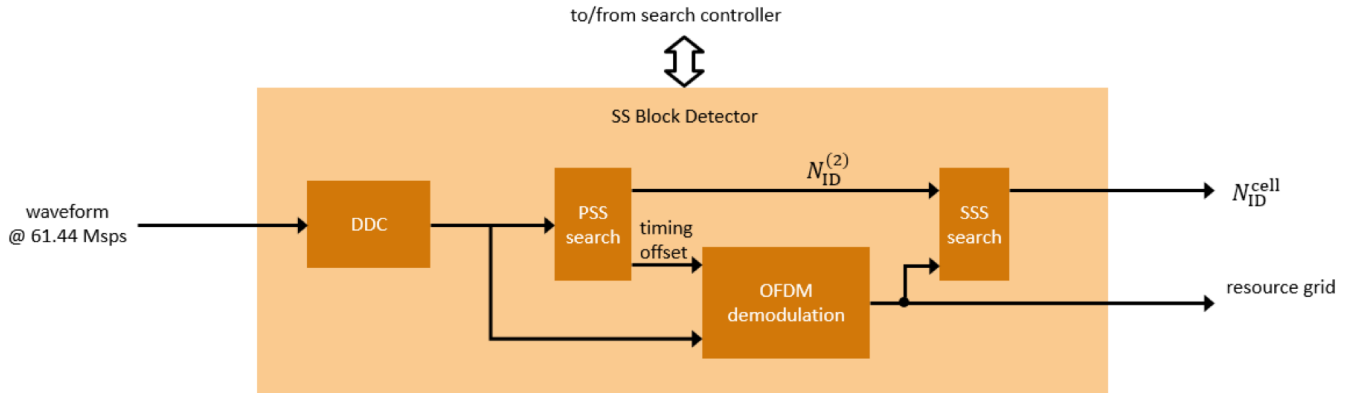 to/from search controller
SS Block Detector
N_ID^(2)
PSS
search
SSS
search
N_ID^cell
waveform
@ 61.44 Msps
DDC
timing
offset
OFDM
demodulation
resource grid